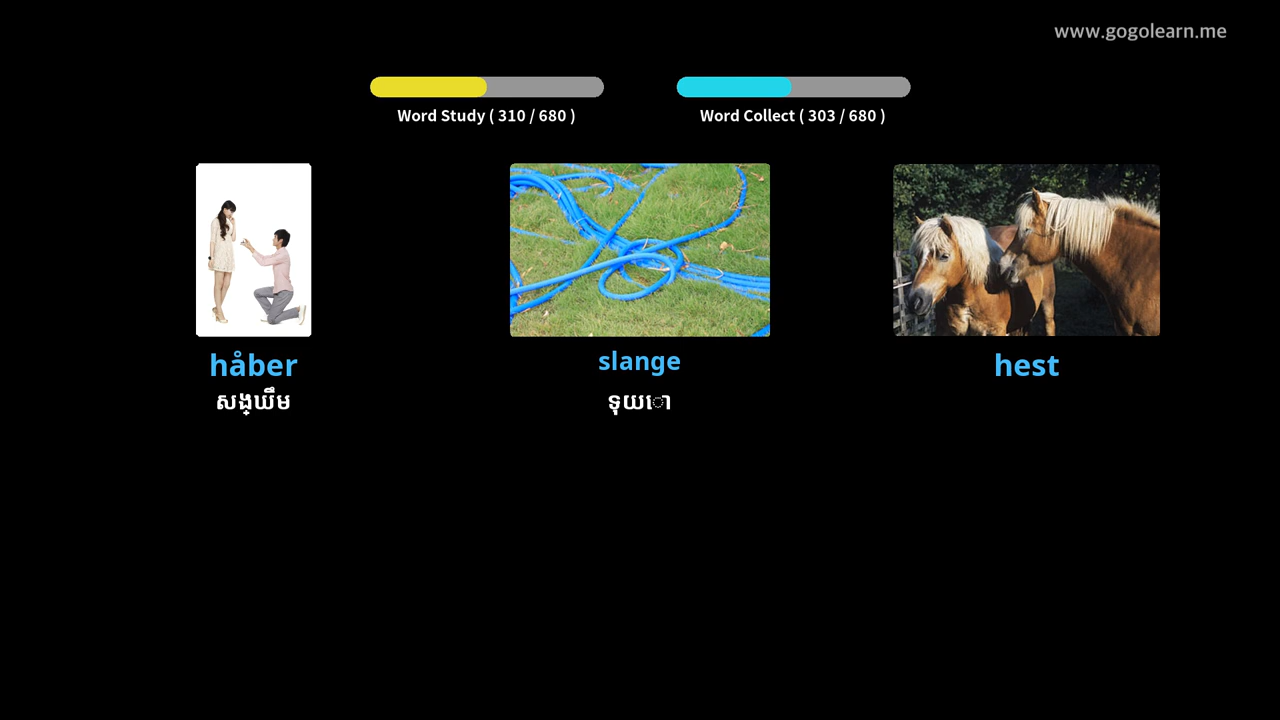 www.gogolearn.me
Word Study ( 310 / 680 )
Word Collect ( 303 / 680 )
håber
slange
hest
សង្ឃឹម
ទុយោ